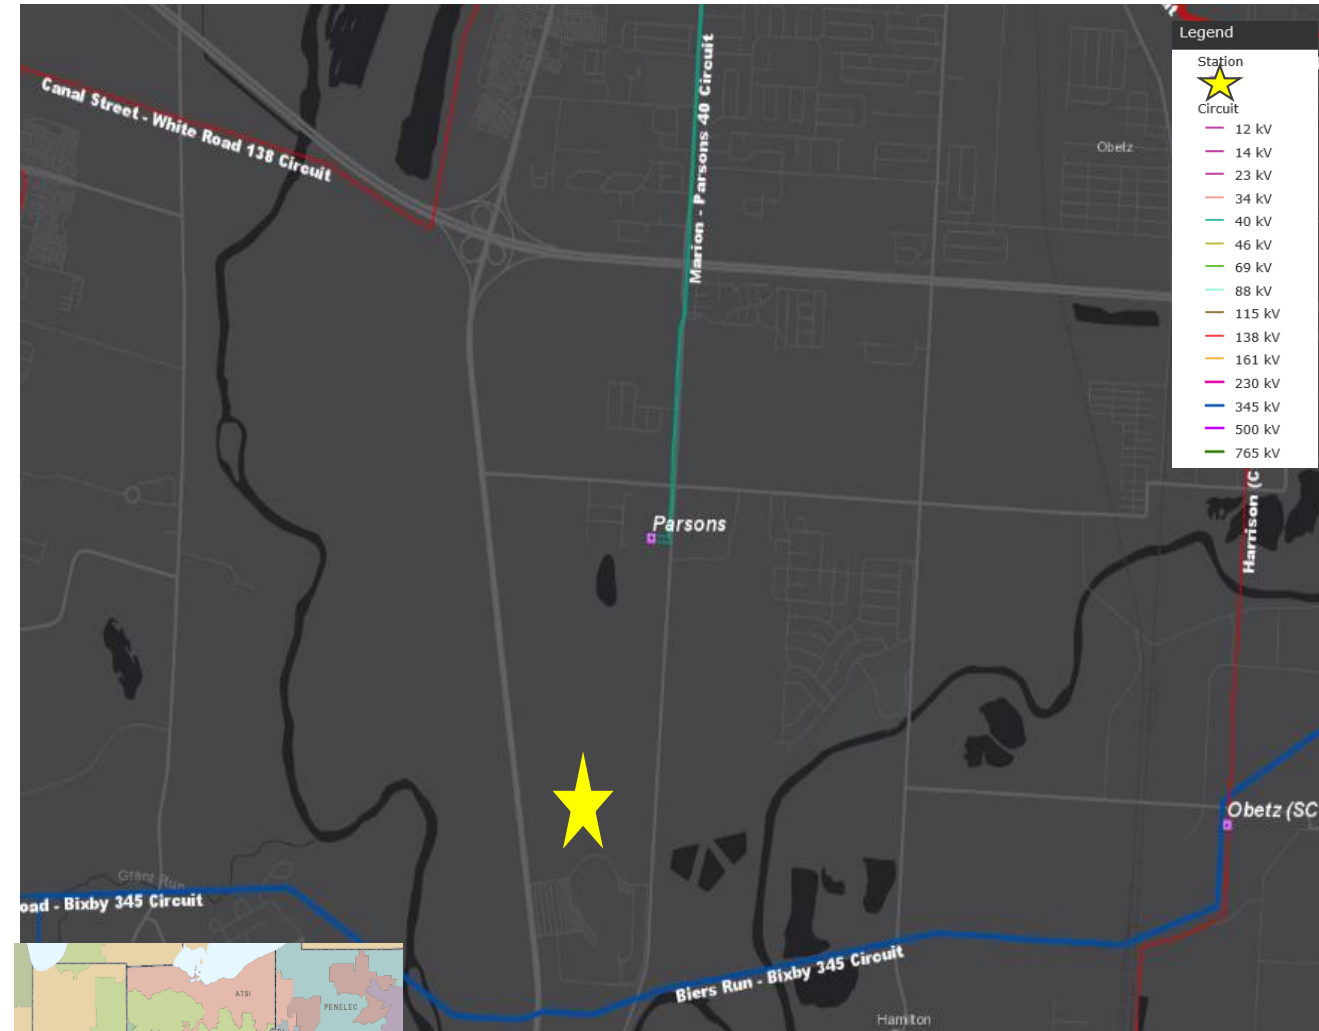 Canal Street - White Road 138 Circuit
Marion - Parsons 40 Circuit
Obetz
Legend
Station
Circuit
12 kV
14 kV
23 kV
34 kV
40 kV
46 kV
69 kV
88 kV
115 kV
138 kV
161 kV
230 kV
345 kV
500 kV
765 kV
Harrison (C
Parsons
Obetz (SC
Grant Run
oad - Bixby 345 Circuit
Biers Run - Bixby 345 Circuit
Hamilton
ATSI
PENELEC